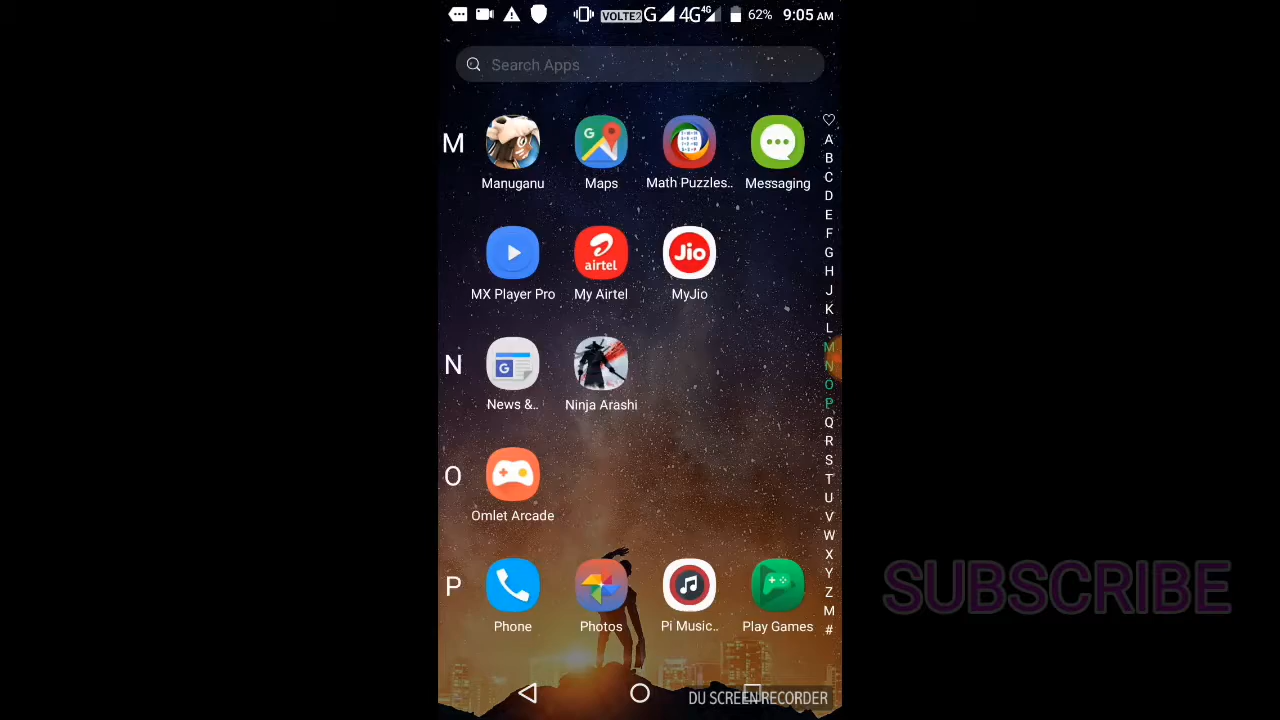 VOLTE2 G 4G 4G 62% 9:05 AM
Search Apps
M
Manuganu
Maps
Math Puzzles..
Messaging
airtel
Jio
MX Player Pro
My Airtel
MyJio
N
G
News &..
Ninja Arashi
O
Omlet Arcade
P
Phone
Photos
Pi Music..
Play Games
A
B
C
D
E
F
G
H
J
K
L
M
N
O
P
Q
R
S
T
U
V
W
X
Y
Z
M
#
SUBSCRIBE
DU SCREEN RECORDER